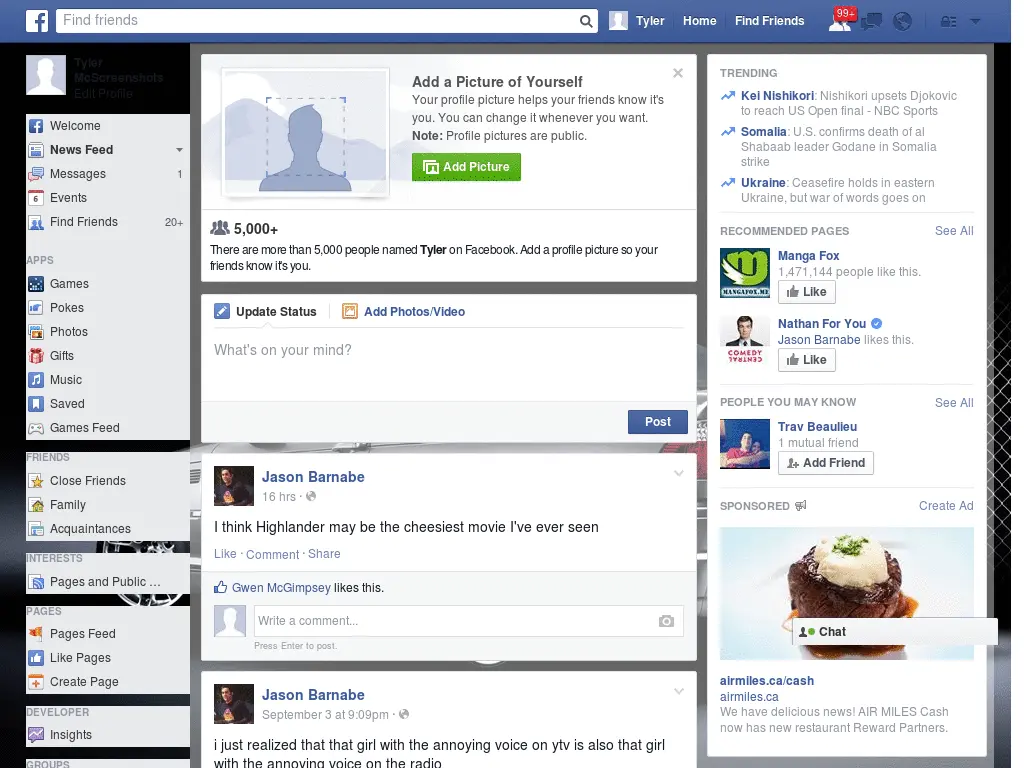 Find friends
Tyler
Home
Find Friends
99+
Tyler
McScreenshots
Edit Profile
Welcome
News Feed
Messages 1
6 Events
Find Friends 20+
APPS
Games
Pokes
Photos
Gifts
Music
Saved
Games Feed
FRIENDS
Close Friends
Family
Acquaintances
INTERESTS
Pages and Public ...
PAGES
Pages Feed
Like Pages
Create Page
DEVELOPER
Insights
GROUPS
Add a Picture of Yourself
Your profile picture helps your friends know it's
you. You can change it whenever you want.
Note: Profile pictures are public.
Add Picture
5,000+
There are more than 5,000 people named Tyler on Facebook. Add a profile picture so your
friends know it's you.
Update Status
Add Photos/Video
What's on your mind?
Post
Jason Barnabe
16 hrs ·
I think Highlander may be the cheesiest movie I've ever seen
Like · Comment · Share
Gwen McGimpsey likes this.
Write a comment...
Press Enter to post.
Jason Barnabe
September 3 at 9:09pm ·
i just realized that that girl with the annoying voice on ytv is also that girl
with the annoying voice on the radio
TRENDING
Kei Nishikori: Nishikori upsets Djokovic
to reach US Open final - NBC Sports
Somalia: U.S. confirms death of al
Shabaab leader Godane in Somalia
strike
Ukraine: Ceasefire holds in eastern
Ukraine, but war of words goes on
RECOMMENDED PAGES See All
MANGAFOX.ME
Manga Fox
1,471,144 people like this.
Like
COMEDY
CENTRAL
Nathan For You
Jason Barnabe likes this.
Like
PEOPLE YOU MAY KNOW See All
Trav Beaulieu
1 mutual friend
Add Friend
SPONSORED Create Ad
Chat
airmiles.ca/cash
airmiles.ca
We have delicious news! AIR MILES Cash
now has new restaurant Reward Partners.